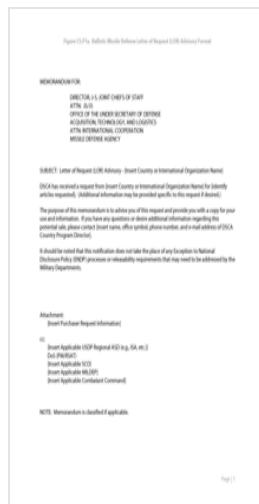 Figure C5.F1a. Ballistic Missile Defense Letter of Request (LOR) Advisory Format
MEMORANDUM FOR:
DIRECTOR, J-5, JOINT CHIEFS OF STAFF
ATTN:
OFFICE OF THE UNDER SECRETARY OF DEFENSE
ACQUISITION, TECHNOLOGY, AND LOGISTICS
ATTN: INTERNATIONAL COOPERATION
MISSILE DEFENSE AGENCY
SUBJECT: Letter of Request (LOR) Advisory - (Insert Country or International Organization Name)
DSCA has received a request from (Insert Country or International Organization Name) for (identify
articles requested). (Additional information may be provided specific to this request if desired.)
The purpose of this memorandum is to advise you of this request and provide you with a copy for your
use and information. If you have any questions or desire additional information regarding this
potential sale, please contact (insert name, office symbol, phone number, and e-mail address of DSCA
Country Program Director).
It should be noted that this notification does not take the place of any Exception to National
Disclosure Policy (ENDP) processes or releasability requirements that may need to be addressed by the
Military Departments.
Attachment:
(Insert Purchaser Request Information)
cc:
(Insert Applicable USDP Regional ASD (e.g., ISA, etc.))
DoS (PM/RSAT)
(Insert Applicable SCO)
(Insert Applicable MILDEP)
(Insert Applicable Combatant Command)
NOTE: Memorandum is classified if applicable.
Page | 1